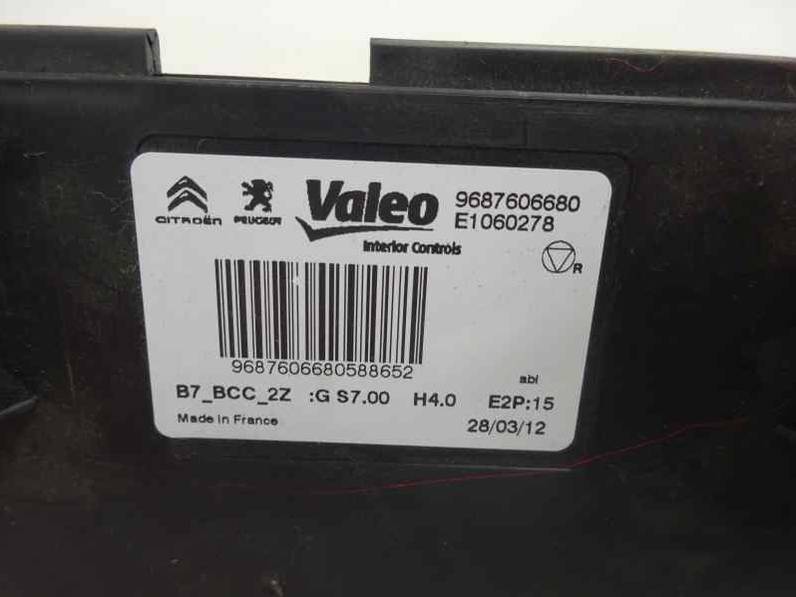 CITROËN PEUGEOT Valeo 9687606680
E1060278
Interior Controls
R
9687606680588652
abl
B7_BCC_2Z :G S7.00 H4.0 E2P:15
Made in France 28/03/12